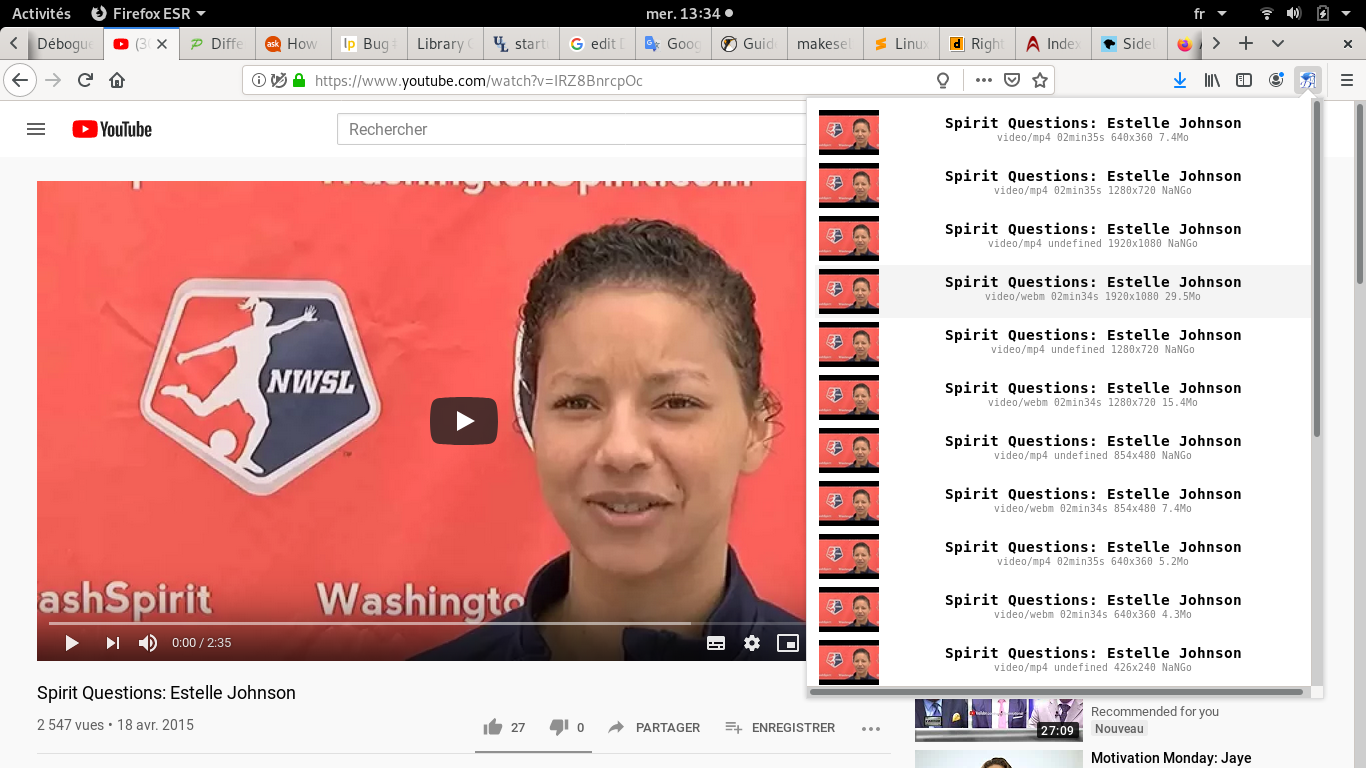 Activités Firefox ESR mer. 13:34 fr
Débogue (30 Diffe How Bug Library start edit D Goog Guide makesel Linux Right Index Side
https://www.youtube.com/watch?v=IRZ8BnrcpOc
YouTube
Rechercher
WashingtonSpirit.com
NWSL
ashSpirit Washingto
0:00 / 2:35
Spirit Questions: Estelle Johnson
2 547 vues • 18 avr. 2015
27 0 PARTAGER ENREGISTRER
Spirit Questions: Estelle Johnson
video/mp4 02min35s 640x360 7.4Mo
Spirit Questions: Estelle Johnson
video/mp4 02min35s 1280x720 NaNGo
Spirit Questions: Estelle Johnson
video/mp4 undefined 1920x1080 NaNGo
Spirit Questions: Estelle Johnson
video/webm 02min34s 1920x1080 29.5Mo
Spirit Questions: Estelle Johnson
video/mp4 undefined 1280x720 NaNGo
Spirit Questions: Estelle Johnson
video/webm 02min34s 1280x720 15.4Mo
Spirit Questions: Estelle Johnson
video/mp4 undefined 854x480 NaNGo
Spirit Questions: Estelle Johnson
video/webm 02min34s 854x480 7.4Mo
Spirit Questions: Estelle Johnson
video/mp4 02min35s 640x360 5.2Mo
Spirit Questions: Estelle Johnson
video/webm 02min34s 640x360 4.3Mo
Spirit Questions: Estelle Johnson
video/mp4 undefined 426x240 NaNGo
Recommended for you
Nouveau
27:09
Motivation Monday: Jaye